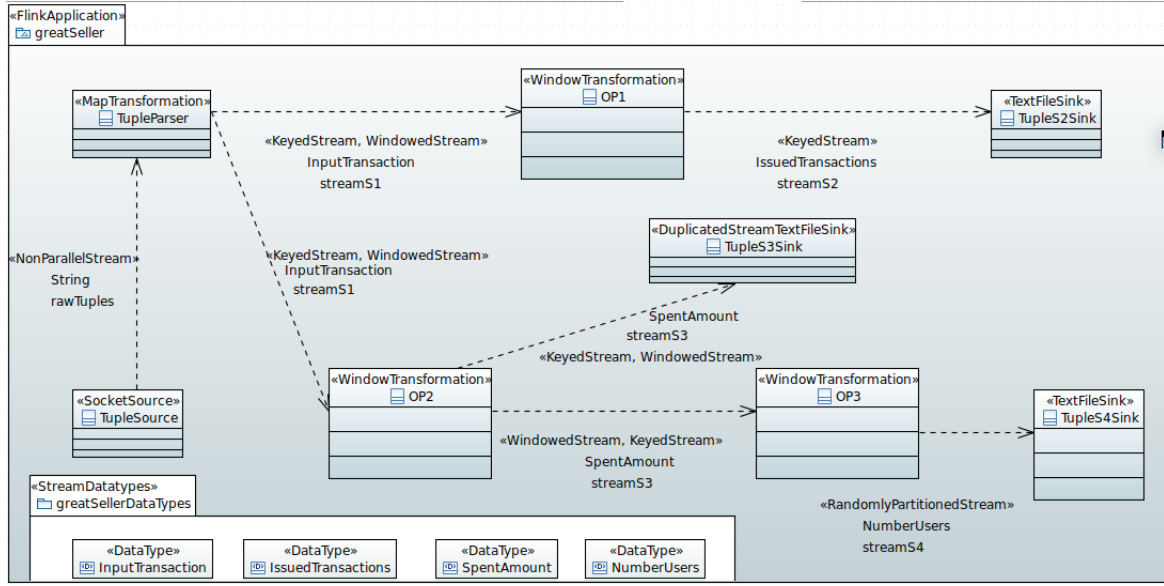 «FlinkApplication»
greatSeller
«WindowTransformation»
OP1
«MapTransformation»
TupleParser
«TextFileSink»
TupleS2Sink
«KeyedStream, WindowedStream»
InputTransaction
streamS1
«KeyedStream»
IssuedTransactions
streamS2
«DuplicatedStreamTextFileSink»
TupleS3Sink
«NonParallelStream»
String
rawTuples
«KeyedStream, WindowedStream»
InputTransaction
streamS1
SpentAmount
streamS3
«KeyedStream, WindowedStream»
«WindowTransformation»
OP2
«WindowTransformation»
OP3
«SocketSource»
TupleSource
«TextFileSink»
TupleS4Sink
«WindowedStream, KeyedStream»
SpentAmount
streamS3
«RandomlyPartitionedStream»
NumberUsers
streamS4
«StreamDatatypes»
greatSellerDataTypes
«DataType»
InputTransaction
«DataType»
IssuedTransactions
«DataType»
SpentAmount
«DataType»
NumberUsers